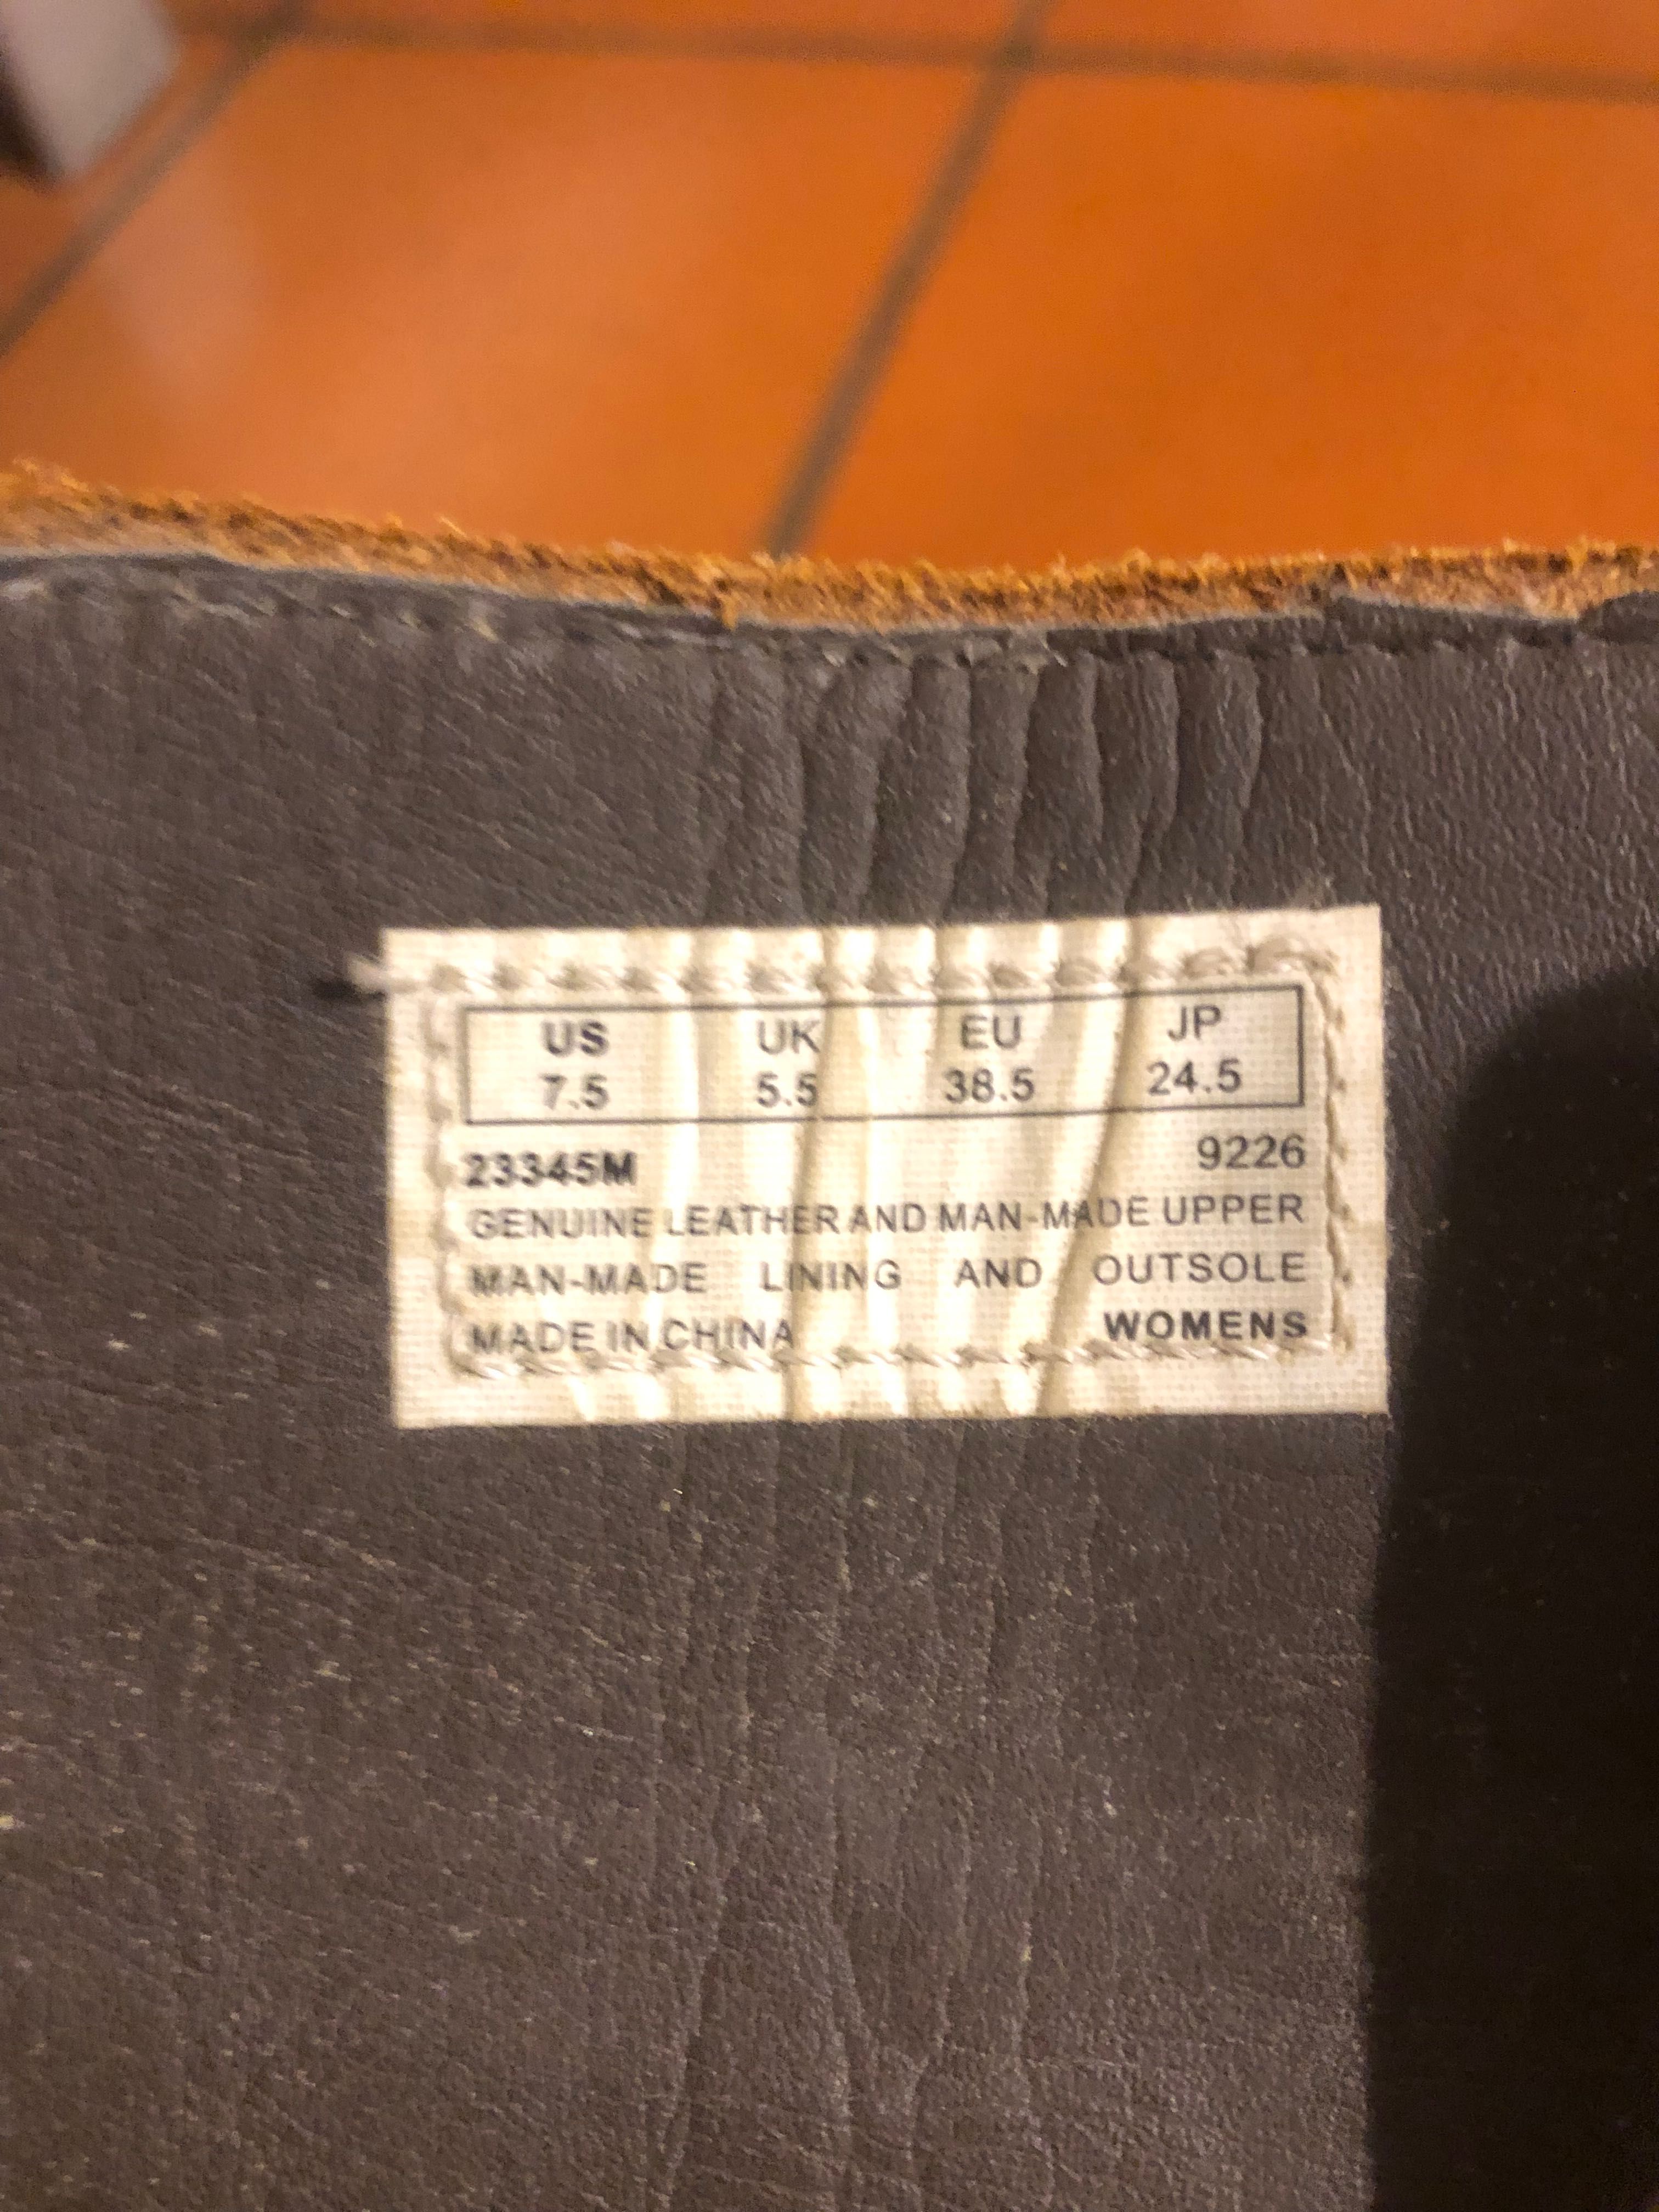 US UK EU JP
7.5 5.5 38.5 24.5
23345M 9226
GENUINE LEATHER AND MAN-MADE UPPER
MAN-MADE LINING AND OUTSOLE
MADE IN CHINA WOMENS